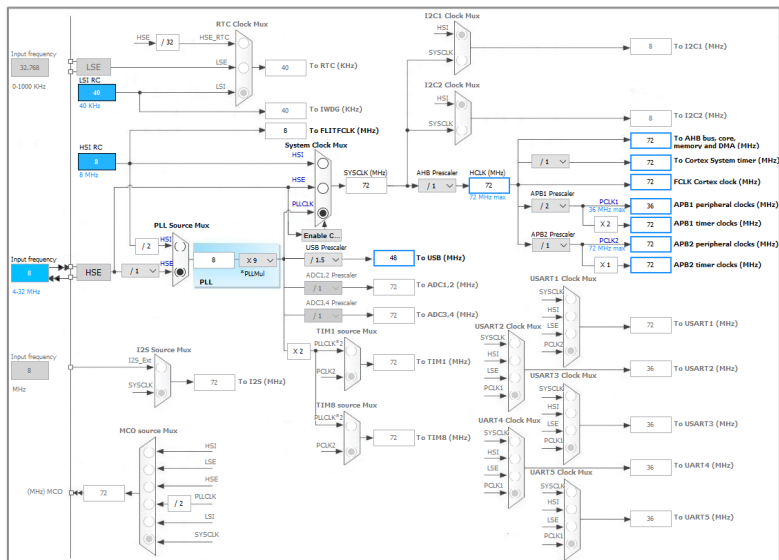 RTC Clock Mux
HSE
/ 32
HSE_RTC
Input frequency
32.768
LSE
LSE
40
To RTC (KHz)
0-1000 KHz
LSI RC
40
LSI
40 KHz
40
To IWDG (KHz)
8
To FLITFCLK (MHz)
HSI RC
8
8 MHz
I2C1 Clock Mux
HSI
SYSCLK
8
To I2C1 (MHz)
I2C2 Clock Mux
HSI
SYSCLK
8
To I2C2 (MHz)
System Clock Mux
HSI
HSE
PLLCLK
SYSCLK (MHz)
72
AHB Prescaler
/ 1
HCLK (MHz)
72
72 MHz max
Enable C...
72
To AHB bus, core,
memory and DMA (MHz)
/ 1
72
To Cortex System timer (MHz)
72
FCLK Cortex clock (MHz)
APB1 Prescaler
/ 2
PCLK1
36 MHz max
36
APB1 peripheral clocks (MHz)
X 2
72
APB1 timer clocks (MHz)
APB2 Prescaler
/ 1
PCLK2
72 MHz max
72
APB2 peripheral clocks (MHz)
X 1
72
APB2 timer clocks (MHz)
PLL Source Mux
/ 2
HSI
Input frequency
8
HSE
/ 1
HSE
4-32 MHz
8
X 9
*PLLMul
PLL
USB Prescaler
/ 1.5
48
To USB (MHz)
ADC1,2 Prescaler
/ 1
72
To ADC1,2 (MHz)
ADC3,4 Prescaler
/ 1
72
To ADC3,4 (MHz)
X 2
TIM1 source Mux
PLLCLK*2
PCLK2
72
To TIM1 (MHz)
TIM8 source Mux
PLLCLK*2
PCLK2
72
To TIM8 (MHz)
I2S Source Mux
Input frequency
8
MHz
I2S_Ext
SYSCLK
72
To I2S (MHz)
MCO source Mux
HSI
LSE
HSE
(MHz) MCO
72
/ 2
PLLCLK
LSI
SYSCLK
USART1 Clock Mux
SYSCLK
HSI
LSE
PCLK2
72
To USART1 (MHz)
USART2 Clock Mux
SYSCLK
HSI
LSE
PCLK1
36
To USART2 (MHz)
USART3 Clock Mux
SYSCLK
HSI
LSE
PCLK1
36
To USART3 (MHz)
UART4 Clock Mux
SYSCLK
HSI
LSE
PCLK1
36
To UART4 (MHz)
UART5 Clock Mux
SYSCLK
HSI
LSE
PCLK1
36
To UART5 (MHz)